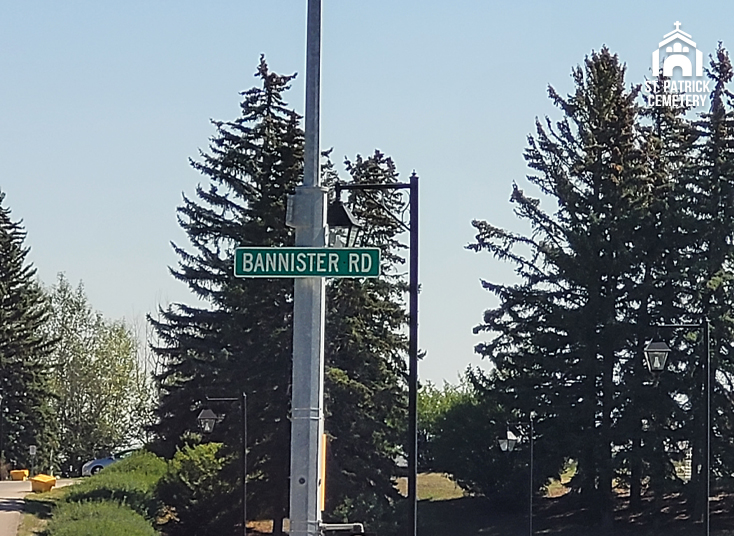 ST. PATRICK
CEMETERY
BANNISTER RD